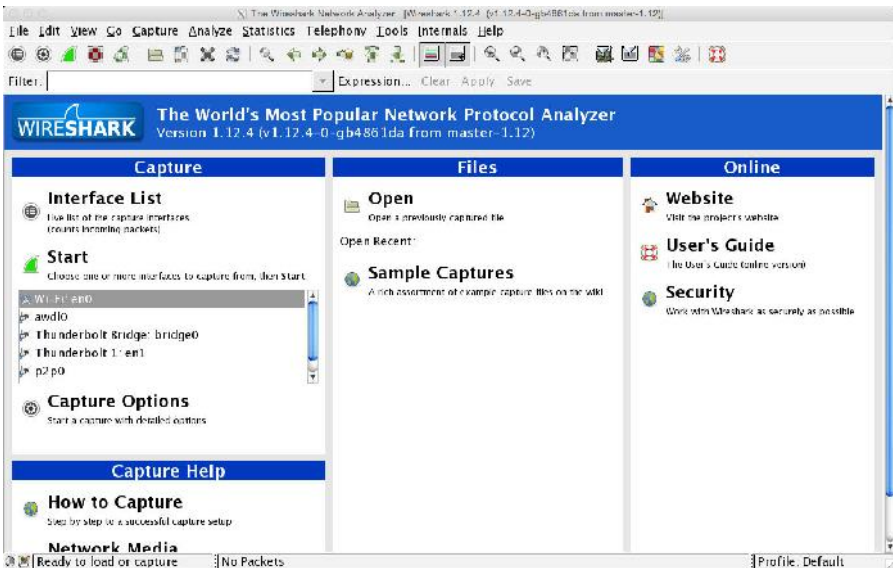 The Wireshark Network Analyzer [Wireshark 1.12.4 (v1.12.4-0-gb4861da from master-1.12)]
File Edit View Go Capture Analyze Statistics Telephony Tools Internals Help
Filter: Expression... Clear Apply Save
WIRESHARK
The World's Most Popular Network Protocol Analyzer
Version 1.12.4 (v1.12.4-0-gb4861da from master-1.12)
Capture
Interface List
Live list of the capture interfaces
(counts incoming packets)
Start
Choose one or more interfaces to capture from, then Start
Wi-Fi: en0
awdl0
Thunderbolt Bridge: bridge0
Thunderbolt 1: en1
p2p0
Capture Options
Start a capture with detailed options
Capture Help
How to Capture
Step by step to a successful capture setup
Network Media
Files
Open
Open a previously captured file
Open Recent:
Sample Captures
A rich assortment of example capture files on the wiki
Online
Website
Visit the project's website
User's Guide
The User's Guide (online version)
Security
Work with Wireshark as securely as possible
Ready to load or capture
No Packets
Profile: Default